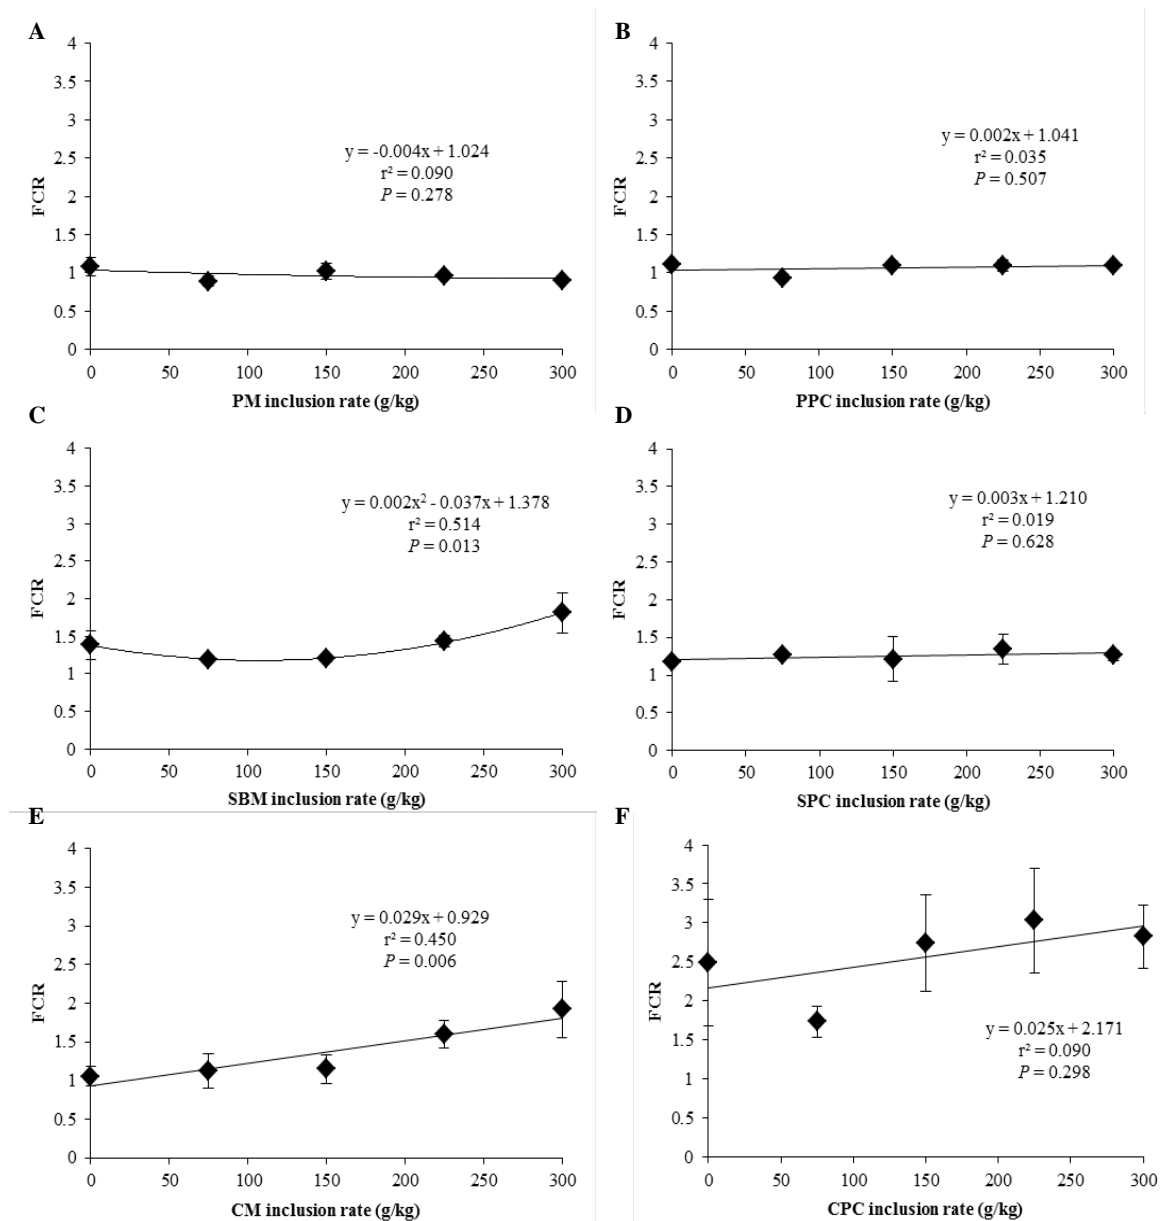 A
4
3.5
3
2.5
2
1.5
1
0.5
0
FCR
y = -0.004x + 1.024
r² = 0.090
P = 0.278
0 50 100 150 200 250 300
PM inclusion rate (g/kg)
B
4
3.5
3
2.5
2
1.5
1
0.5
0
FCR
y = 0.002x + 1.041
r² = 0.035
P = 0.507
0 50 100 150 200 250 300
PPC inclusion rate (g/kg)
C
4
3.5
3
2.5
2
1.5
1
0.5
0
FCR
y = 0.002x² - 0.037x + 1.378
r² = 0.514
P = 0.013
0 50 100 150 200 250 300
SBM inclusion rate (g/kg)
D
4
3.5
3
2.5
2
1.5
1
0.5
0
FCR
y = 0.003x + 1.210
r² = 0.019
P = 0.628
0 50 100 150 200 250 300
SPC inclusion rate (g/kg)
E
4
3.5
3
2.5
2
1.5
1
0.5
0
FCR
y = 0.029x + 0.929
r² = 0.450
P = 0.006
0 50 100 150 200 250 300
CM inclusion rate (g/kg)
F
4
3.5
3
2.5
2
1.5
1
0.5
0
FCR
y = 0.025x + 2.171
r² = 0.090
P = 0.298
0 50 100 150 200 250 300
CPC inclusion rate (g/kg)